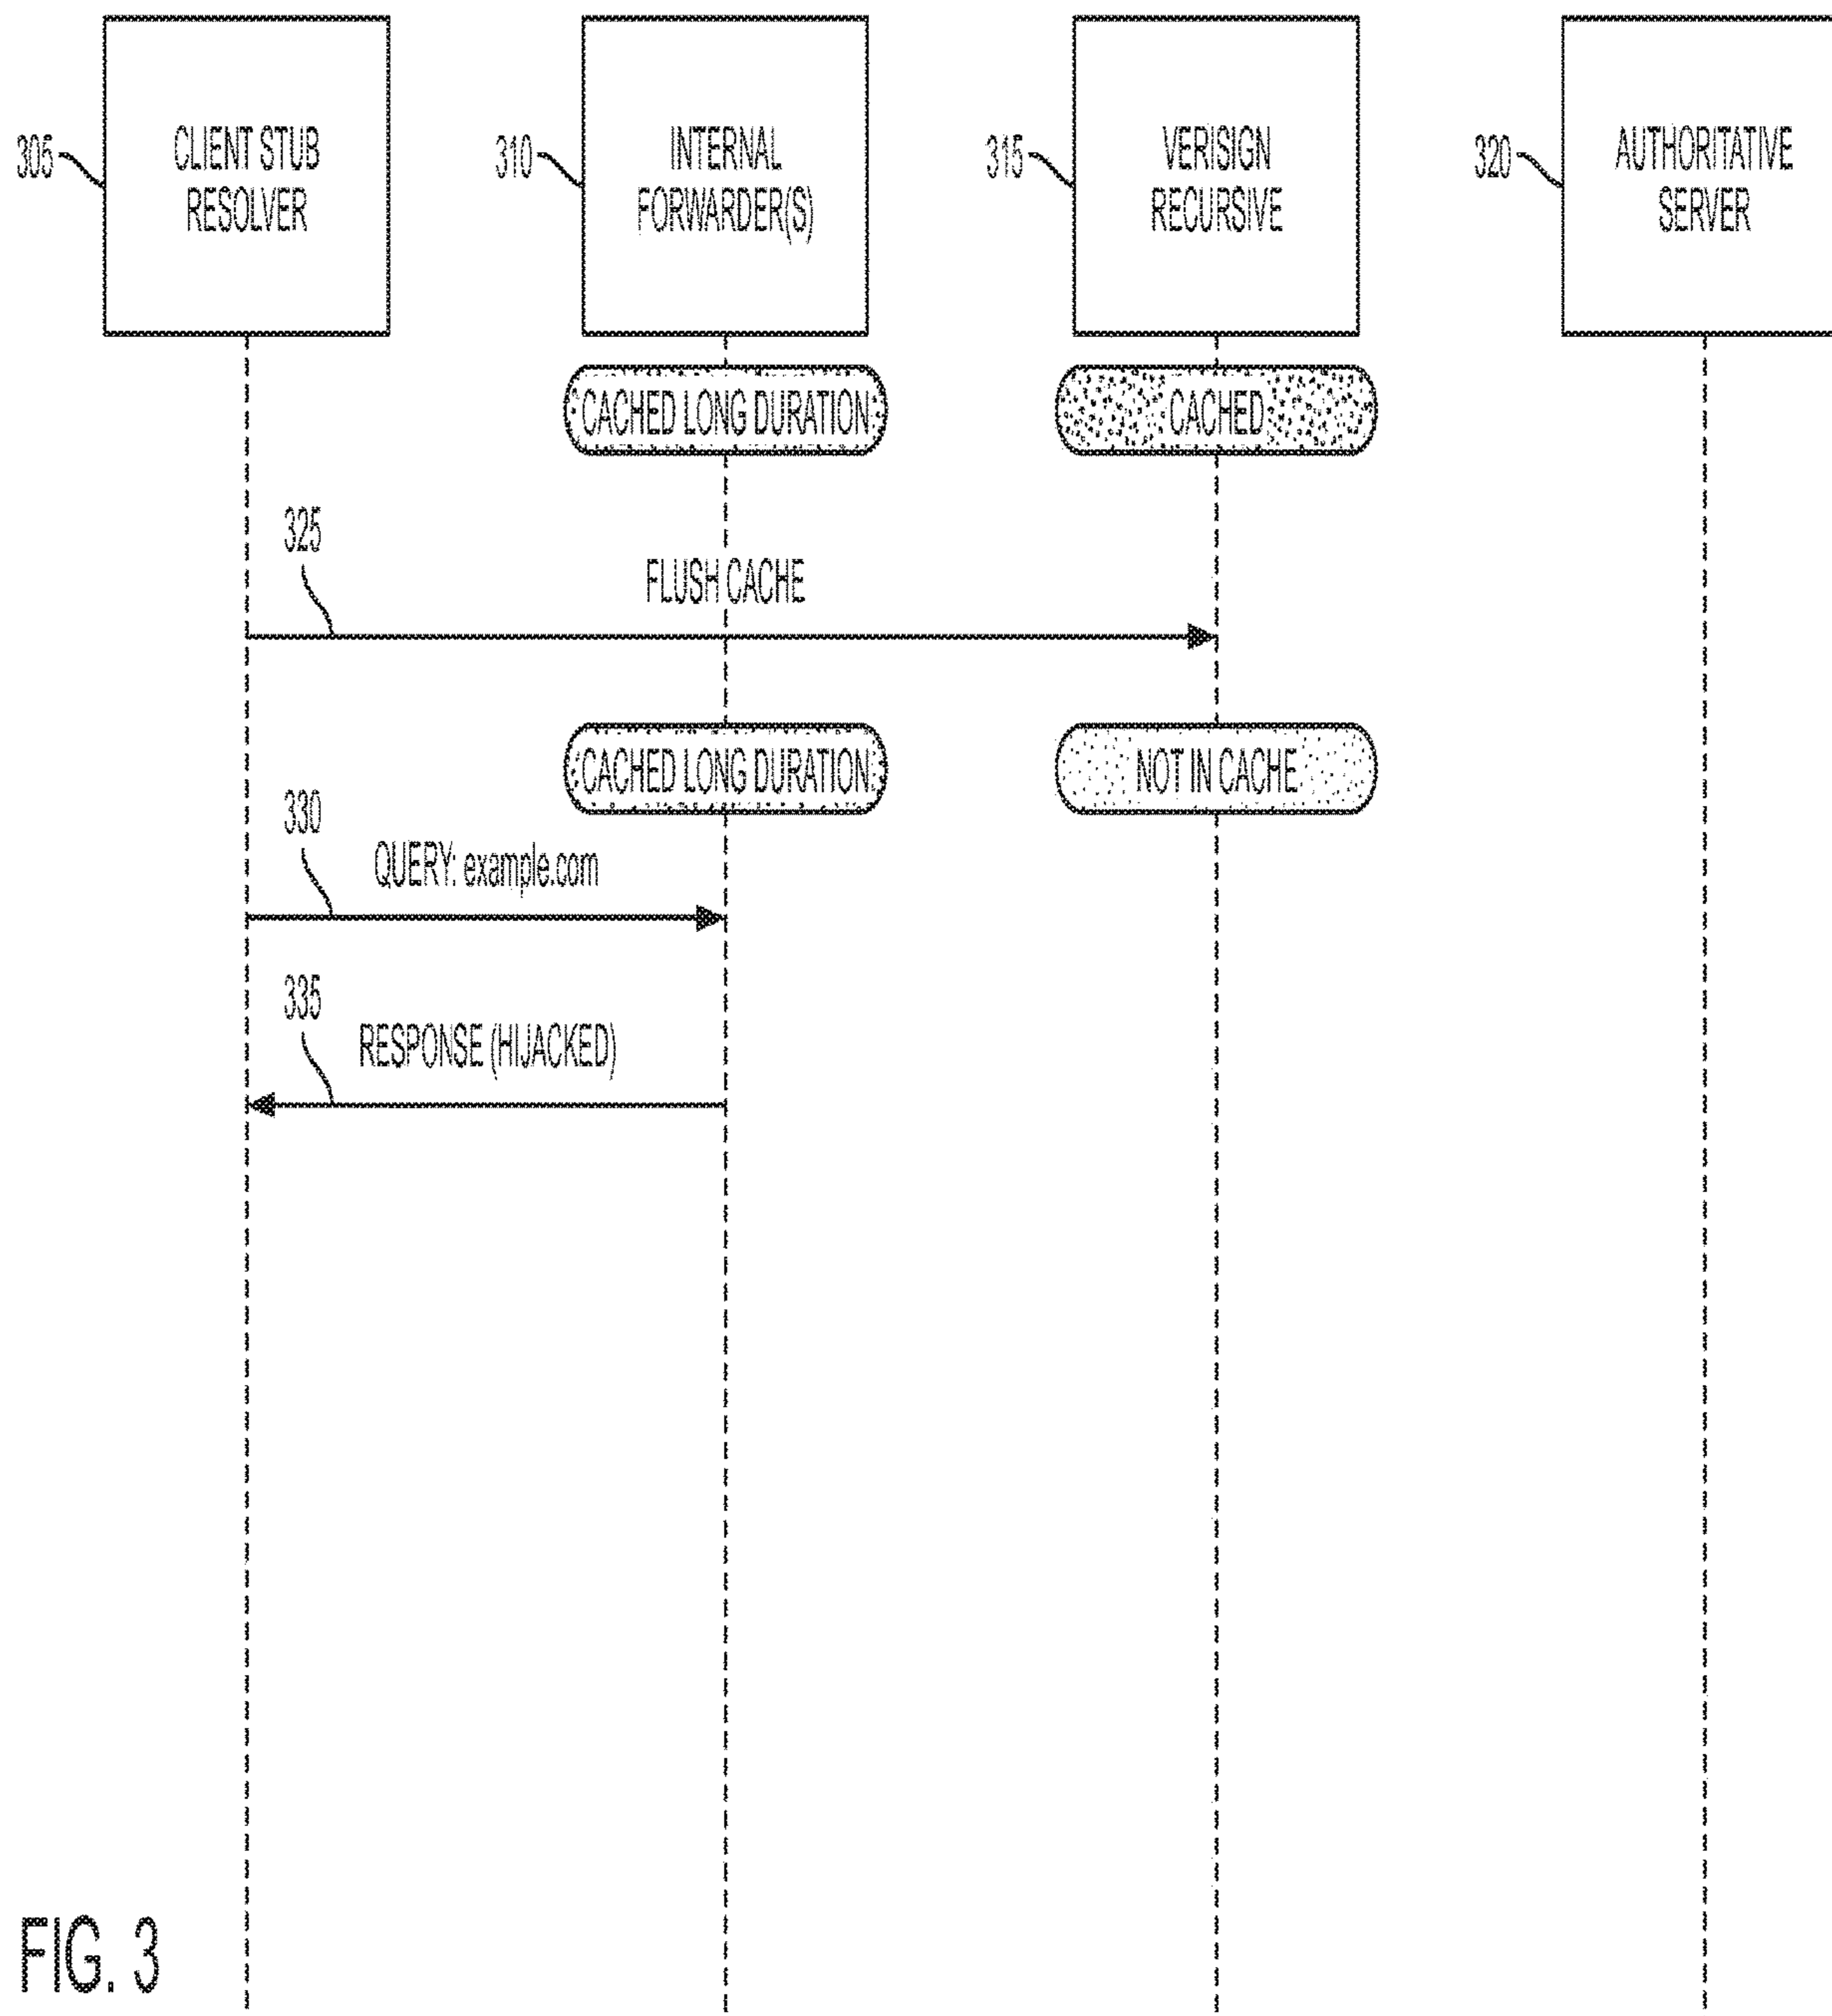 305
CLIENT STUB
RESOLVER
310
INTERNAL
FORWARDER(S)
315
VERISIGN
RECURSIVE
320
AUTHORITATIVE
SERVER
CACHED LONG DURATION
CACHED
325
FLUSH CACHE
CACHED LONG DURATION
NOT IN CACHE
330
QUERY: example.com
335
RESPONSE (HIJACKED)
FIG. 3